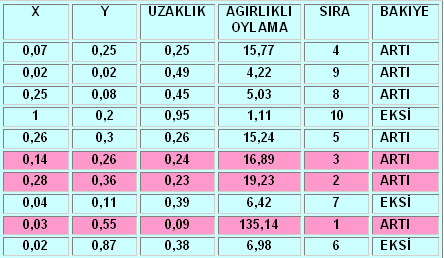 X Y UZAKLIK AGIRLIKLI OYLAMA SIRA BAKIYE
0,07 0,25 0,25 15,77 4 ARTI
0,02 0,02 0,49 4,22 9 ARTI
0,25 0,08 0,45 5,03 8 ARTI
1 0,2 0,95 1,11 10 EKSİ
0,26 0,3 0,26 15,24 5 ARTI
0,14 0,26 0,24 16,89 3 ARTI
0,28 0,36 0,23 19,23 2 ARTI
0,04 0,11 0,39 6,42 7 EKSİ
0,03 0,55 0,09 135,14 1 ARTI
0,02 0,87 0,38 6,98 6 EKSİ